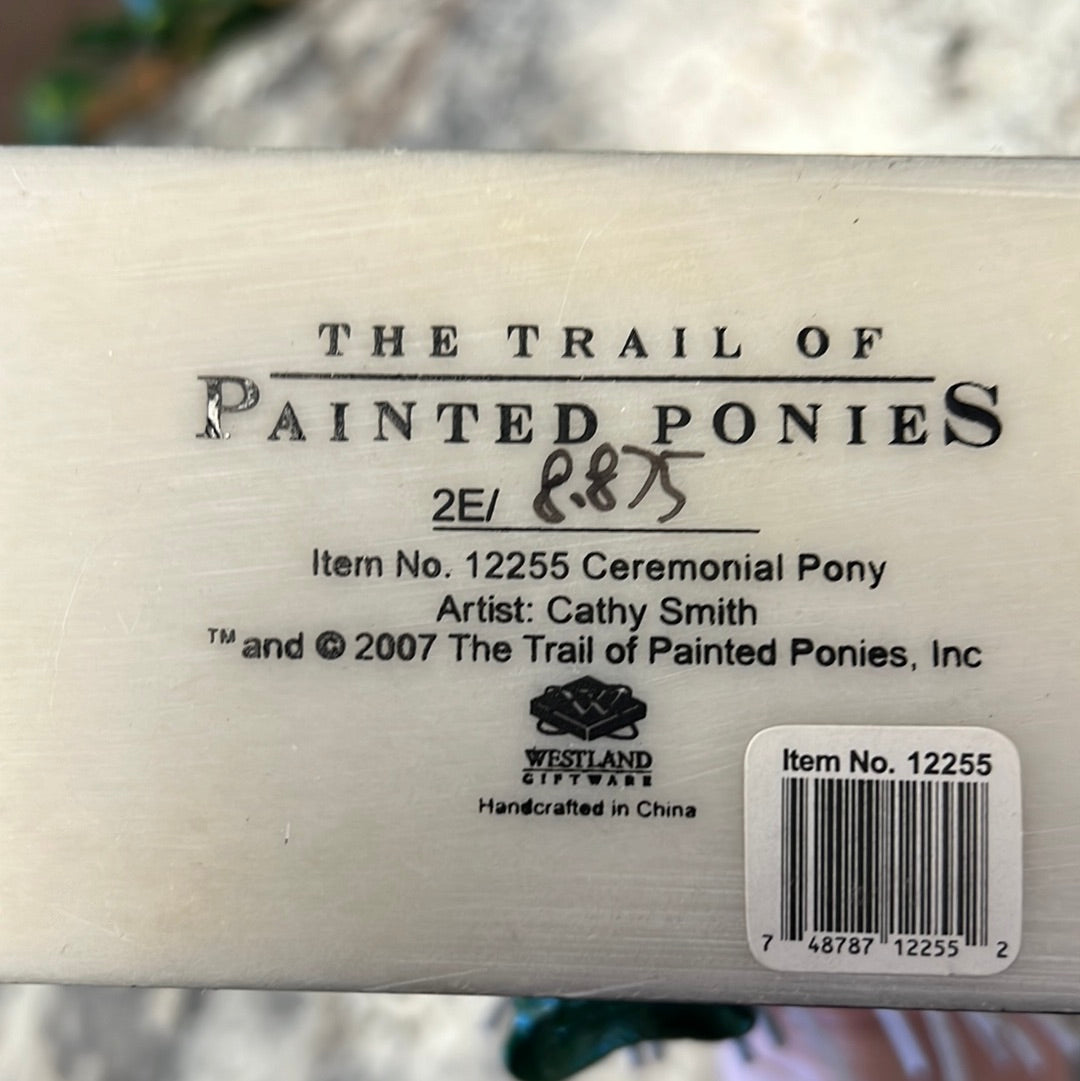 THE TRAIL OF
PAINTED PONIES
2E/ 8.875
Item No. 12255 Ceremonial Pony
Artist: Cathy Smith
™ and © 2007 The Trail of Painted Ponies, Inc
W
WESTLAND
GIFTWARE
Handcrafted in China
Item No. 12255
7 48787 12255 2